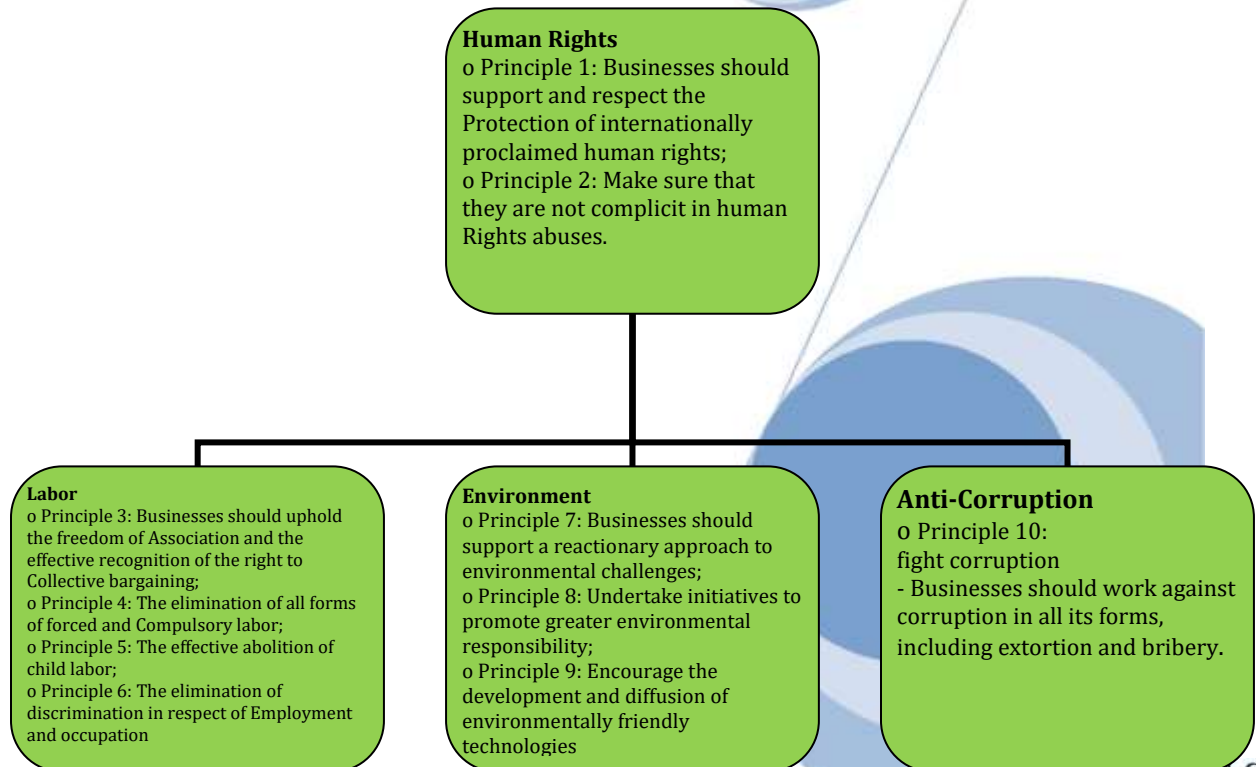 Human Rights
o Principle 1: Businesses should
support and respect the
Protection of internationally
proclaimed human rights;
o Principle 2: Make sure that
they are not complicit in human
Rights abuses.
Labor
o Principle 3: Businesses should uphold
the freedom of Association and the
effective recognition of the right to
Collective bargaining;
o Principle 4: The elimination of all forms
of forced and Compulsory labor;
o Principle 5: The effective abolition of
child labor;
o Principle 6: The elimination of
discrimination in respect of Employment
and occupation
Environment
o Principle 7: Businesses should
support a reactionary approach to
environmental challenges;
o Principle 8: Undertake initiatives to
promote greater environmental
responsibility;
o Principle 9: Encourage the
development and diffusion of
environmentally friendly
technologies
Anti-Corruption
o Principle 10:
fight corruption
- Businesses should work against
corruption in all its forms,
including extortion and bribery.